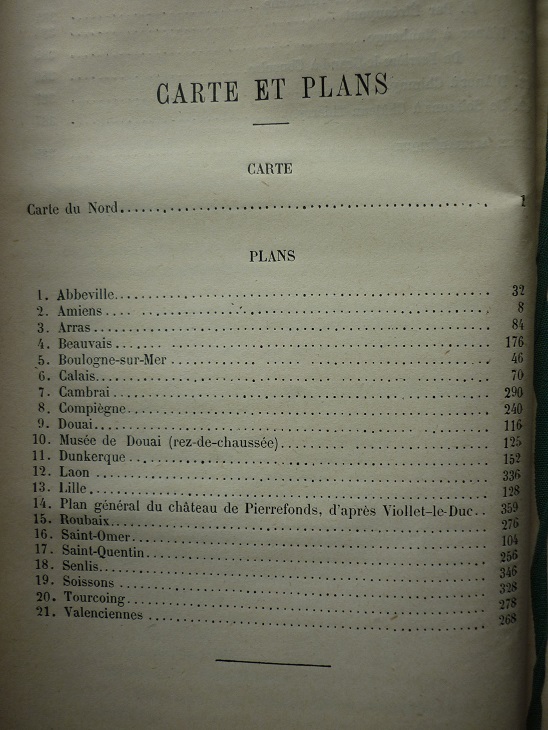 CARTE ET PLANS
CARTE
Carte du Nord........ 1
PLANS
1. Abbeville........ 32
2. Amiens........ 8
3. Arras........ 84
4. Beauvais........ 176
5. Boulogne-sur-Mer........ 46
6. Calais........ 70
7. Cambrai........ 290
8. Compiègne........ 240
9. Douai........ 116
10. Musée de Douai (rez-de-chaussée)........ 125
11. Dunkerque........ 152
12. Laon........ 336
13. Lille........ 128
14. Plan général du château de Pierrefonds, d'après Viollet-le-Duc.. 359
15. Roubaix........ 276
16. Saint-Omer........ 104
17. Saint-Quentin........ 256
18. Senlis........ 346
19. Soissons........ 328
20. Tourcoing........ 278
21. Valenciennes........ 268